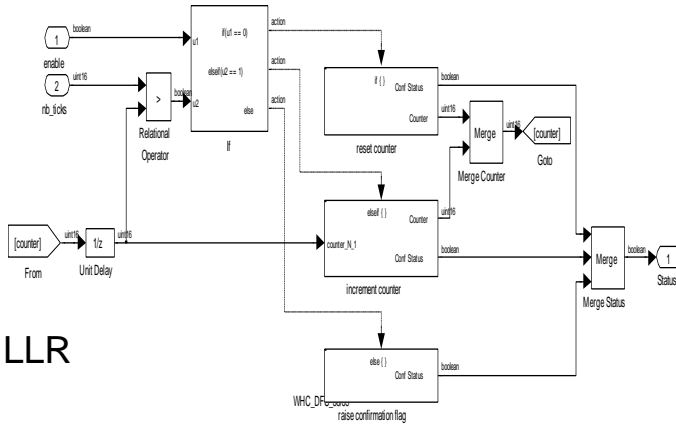 boolean
1
enable
uint16
2
nb_ticks
>
Relational
Operator
boolean
u1
u2
if(u1 == 0)
elseif(u2 == 1)
else
If
action
action
action
if { }
Conf Status
Counter
reset counter
boolean
uint16
Merge
Merge Counter
uint16
[counter]
Goto
[counter]
From
uint16
1/z
Unit Delay
uint16
elseif { }
counter_N_1
Counter
Conf Status
increment counter
uint16
boolean
Merge
Merge Status
boolean
1
Status
LLR
else { }
Conf Status
boolean
raise confirmation flag